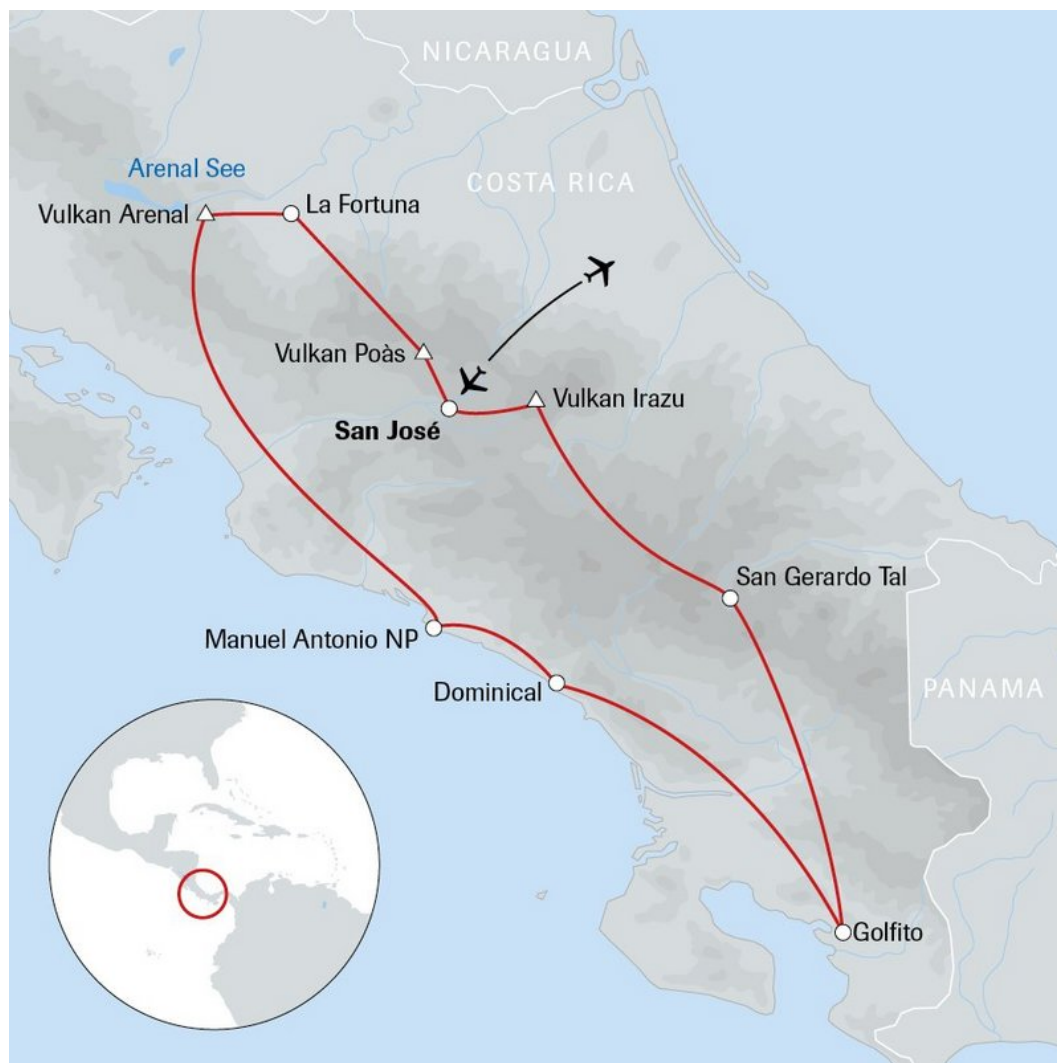 NICARAGUA
Arenal See
COSTA RICA
Vulkan Arenal
La Fortuna
Vulkan Poàs
Vulkan Irazu
San José
San Gerardo Tal
Manuel Antonio NP
Dominical
PANAMA
Golfito